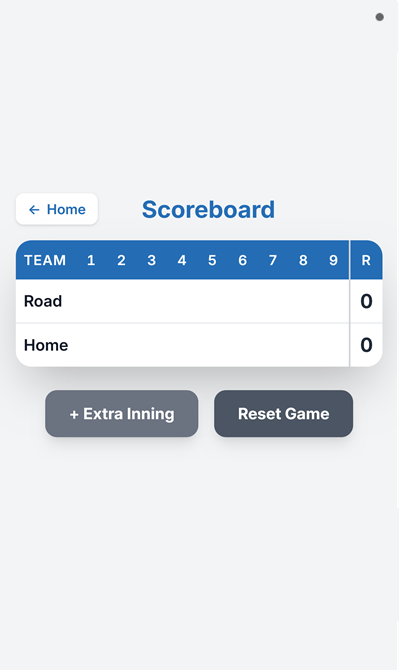 ← Home
Scoreboard
TEAM 1 2 3 4 5 6 7 8 9 R
Road 0
Home 0
+ Extra Inning
Reset Game